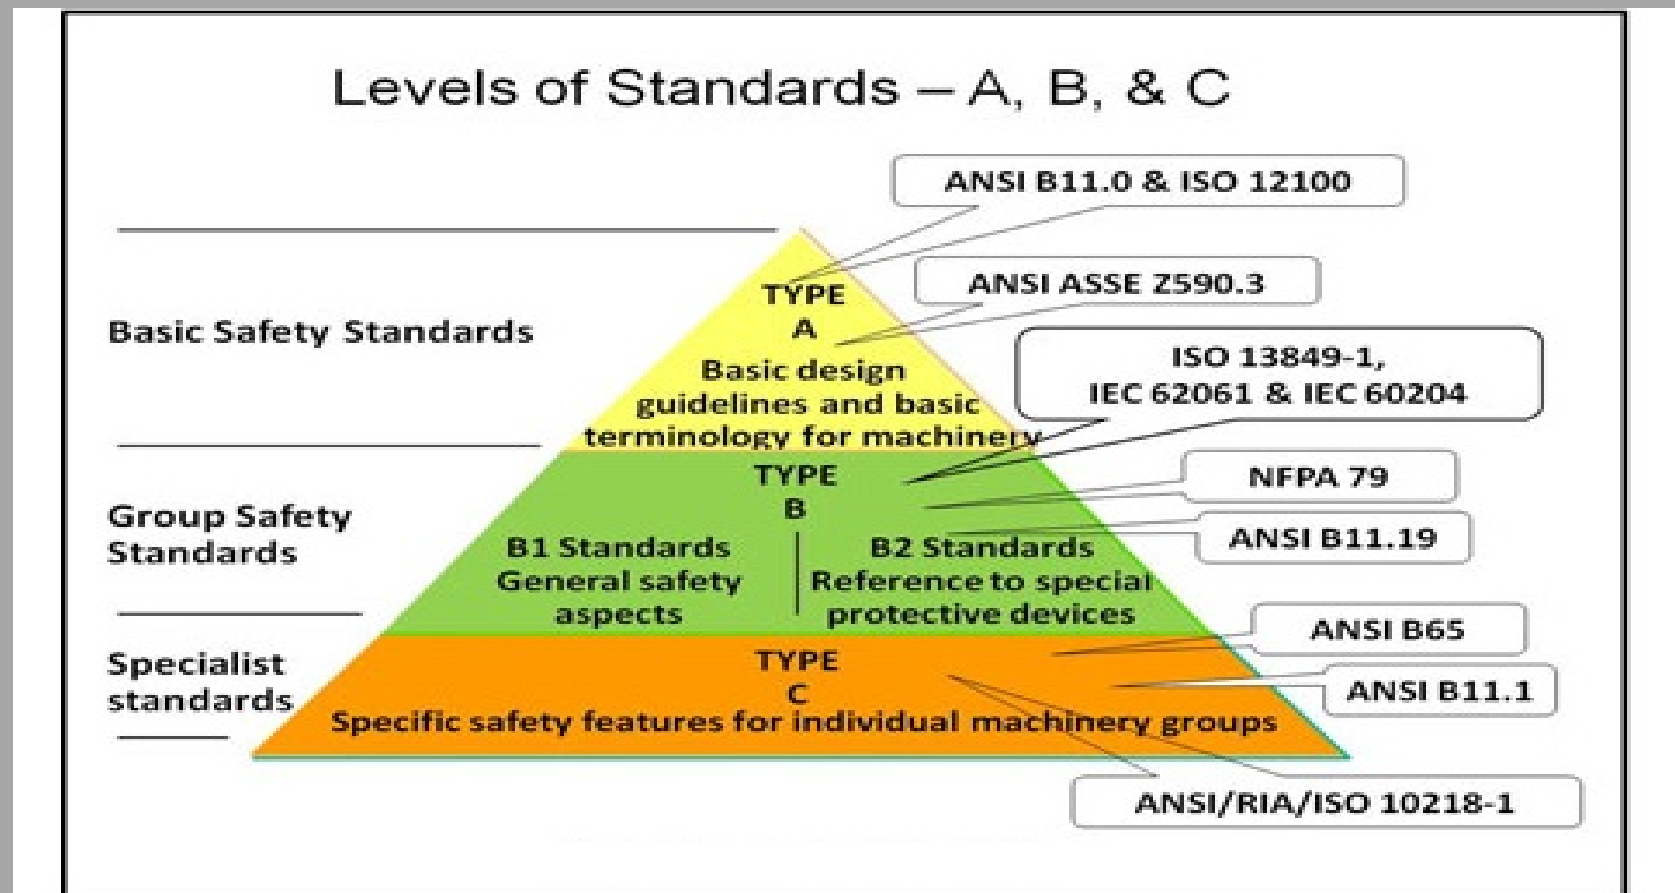 Levels of Standards – A, B, & C
ANSI B11.0 & ISO 12100
ANSI ASSE Z590.3
ISO 13849-1,
IEC 62061 & IEC 60204
NFPA 79
ANSI B11.19
ANSI B65
ANSI B11.1
ANSI/RIA/ISO 10218-1
Basic Safety Standards
TYPE
A
Basic design
guidelines and basic
terminology for machinery
Group Safety
Standards
TYPE
B
B1 Standards
General safety
aspects
B2 Standards
Reference to special
protective devices
Specialist
standards
TYPE
C
Specific safety features for individual machinery groups